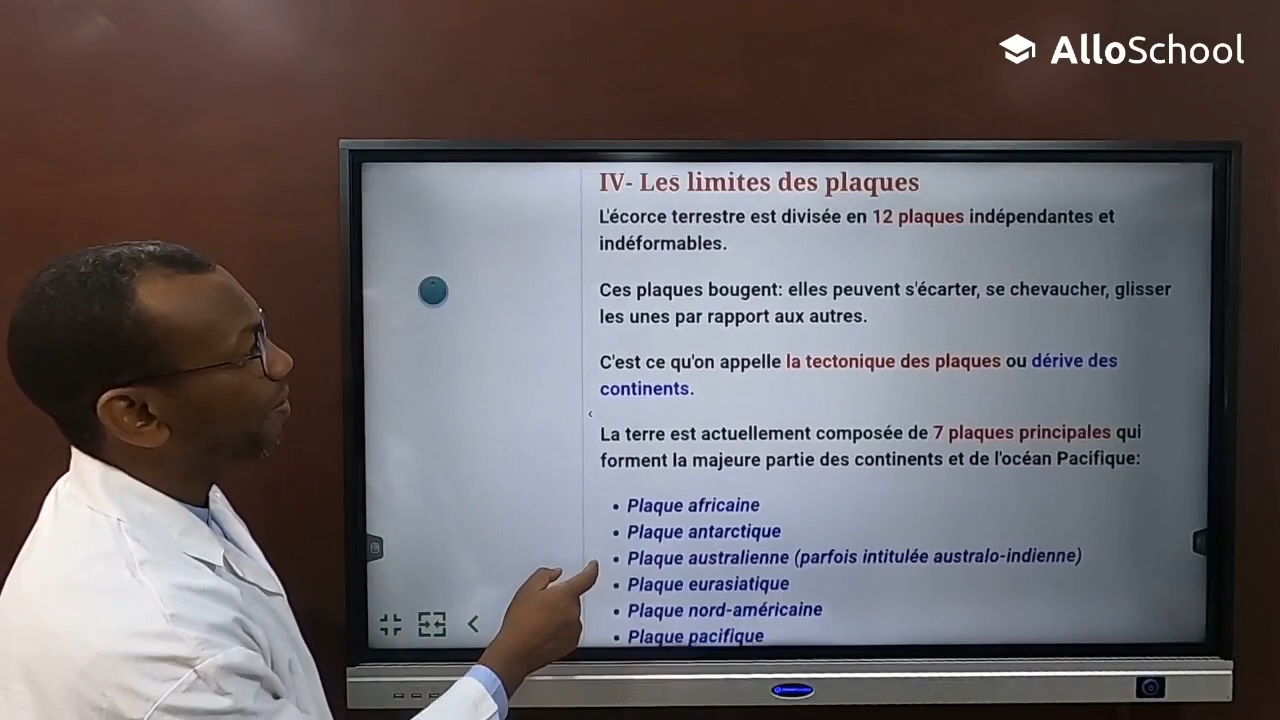 AlloSchool
IV- Les limites des plaques
L'écorce terrestre est divisée en 12 plaques indépendantes et
indéformables.
Ces plaques bougent: elles peuvent s'écarter, se chevaucher, glisser
les unes par rapport aux autres.
C'est ce qu'on appelle la tectonique des plaques ou dérive des
continents.
La terre est actuellement composée de 7 plaques principales qui
forment la majeure partie des continents et de l'océan Pacifique:
• Plaque africaine
• Plaque antarctique
• Plaque australienne (parfois intitulée australo-indienne)
• Plaque eurasiatique
• Plaque nord-américaine
• Plaque pacifique